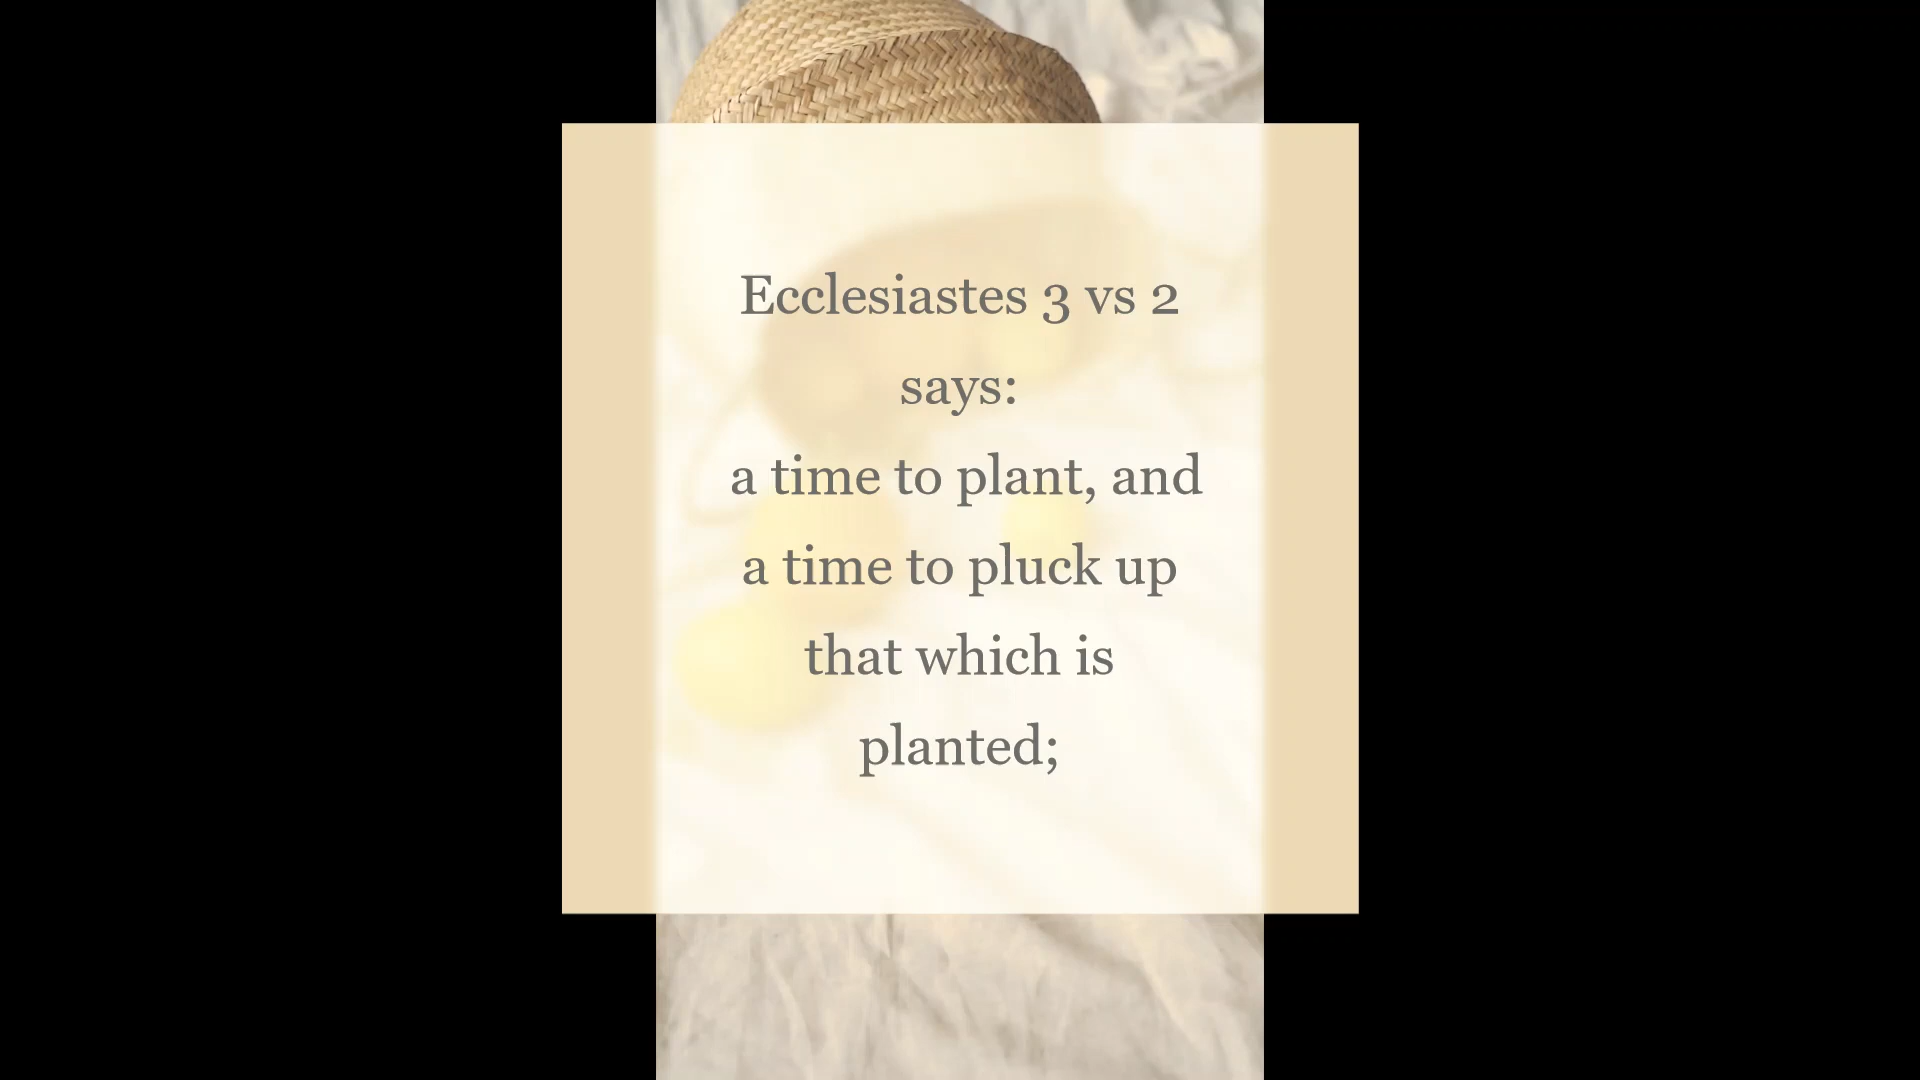 Ecclesiastes 3 vs 2
says:
a time to plant, and
a time to pluck up
that which is
planted;